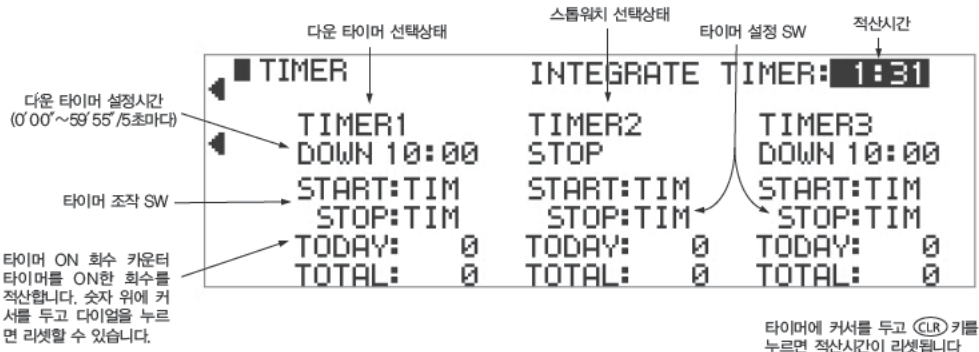 스톱워치 선택상태
다운 타이머 선택상태
타이머 설정 SW
적산시간
TIMER INTEGRATE TIMER: 1:31
다운 타이머 설정시간
(0′00″～59′55″/5초마다)
TIMER1 TIMER2 TIMER3
DOWN 10:00 STOP DOWN 10:00
타이머 조작 SW
START:TIM START:TIM START:TIM
STOP:TIM STOP:TIM STOP:TIM
TODAY: 0 TODAY: 0 TODAY: 0
TOTAL: 0 TOTAL: 0 TOTAL: 0
타이머 ON 회수 카운터
타이머를 ON한 회수를
적산합니다. 숫자 위에 커
서를 두고 다이얼을 누르
면 리셋할 수 있습니다.
타이머에 커서를 두고 CLR 키를
누르면 적산시간이 리셋됩니다